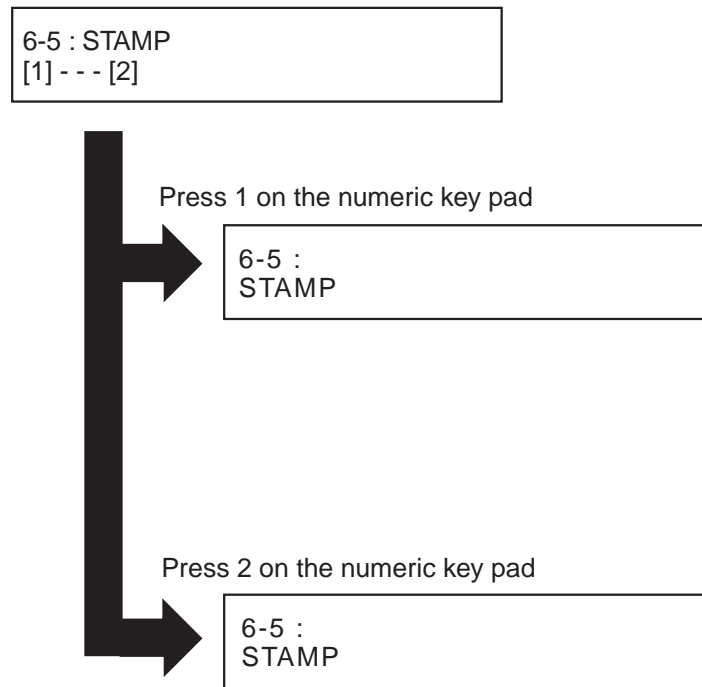 6-5 : STAMP
[1] - - - [2]
Press 1 on the numeric key pad
6-5 :
STAMP
Press 2 on the numeric key pad
6-5 :
STAMP